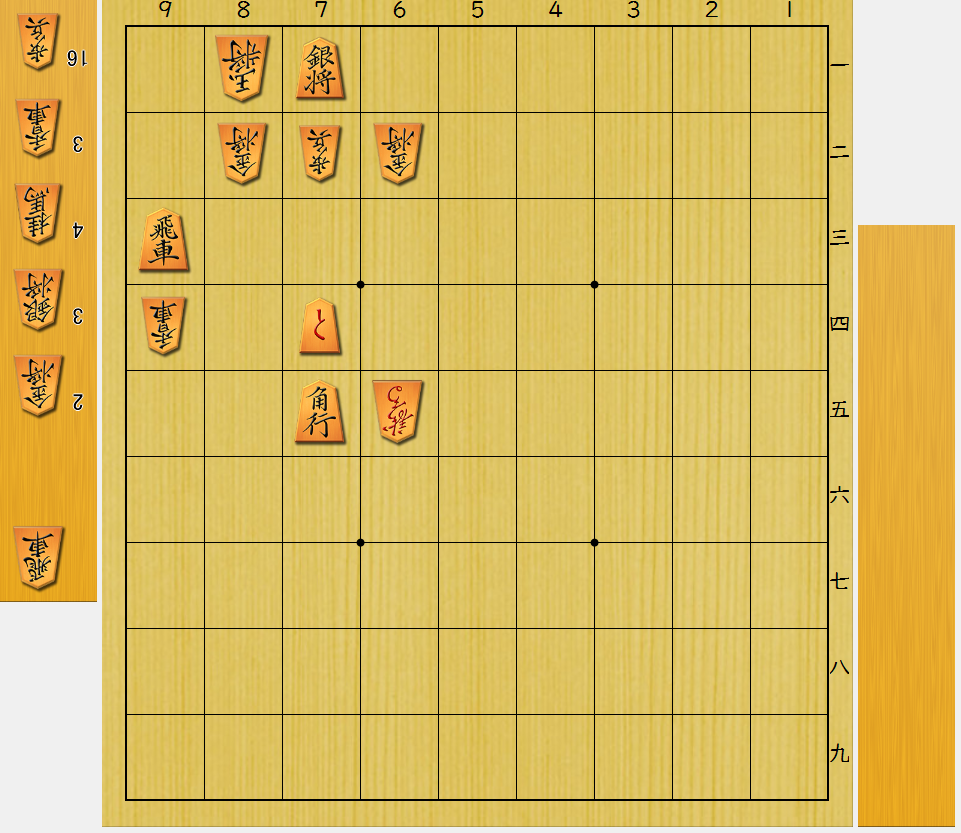 9 8 7 6 5 4 3 2 1
歩兵 16
香車 3
桂馬 4
銀将 3
金将 2
飛車
玉将 銀将 一
金将 歩兵 金将 二
飛車 三
香車 と 四
角行 龍馬 五
六
七
八
九